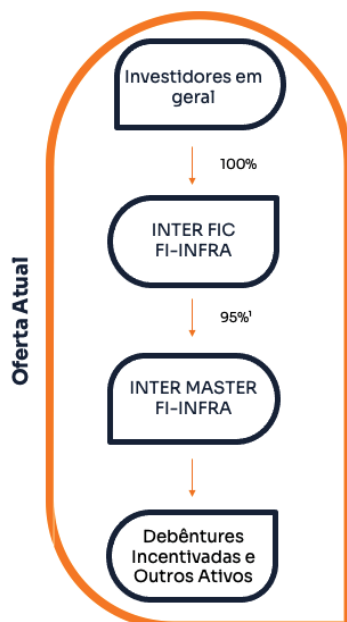 Investidores em
geral
100%
INTER FIC
FI-INFRA
95%¹
INTER MASTER
FI-INFRA
Debêntures
Incentivadas e
Outros Ativos
Oferta Atual